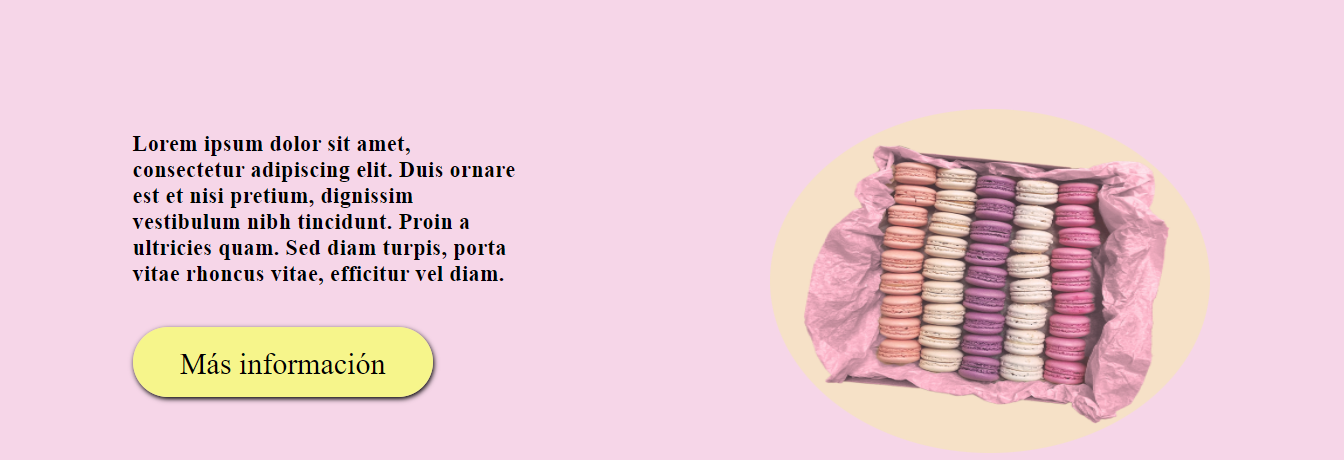 Lorem ipsum dolor sit amet,
consectetur adipiscing elit. Duis ornare
est et nisi pretium, dignissim
vestibulum nibh tincidunt. Proin a
ultricies quam. Sed diam turpis, porta
vitae rhoncus vitae, efficitur vel diam.
Más información